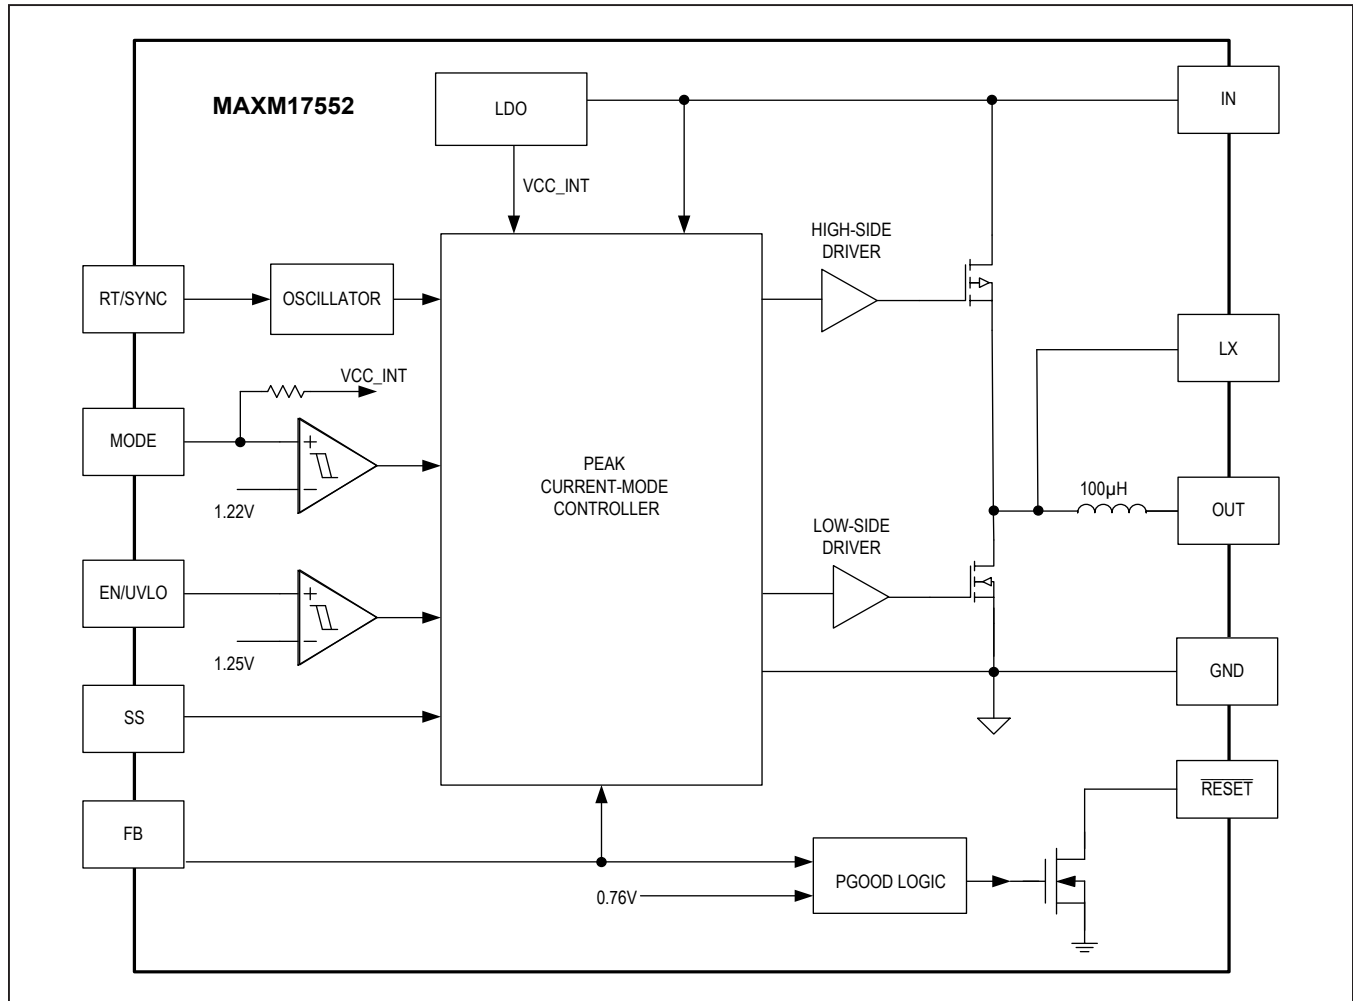 MAXM17552
LDO
IN
VCC_INT
HIGH-SIDE
DRIVER
RT/SYNC
OSCILLATOR
LX
VCC_INT
MODE
+
−
1.22V
PEAK
CURRENT-MODE
CONTROLLER
100µH
OUT
LOW-SIDE
DRIVER
EN/UVLO
+
−
1.25V
GND
SS
RESET
FB
PGOOD LOGIC
0.76V